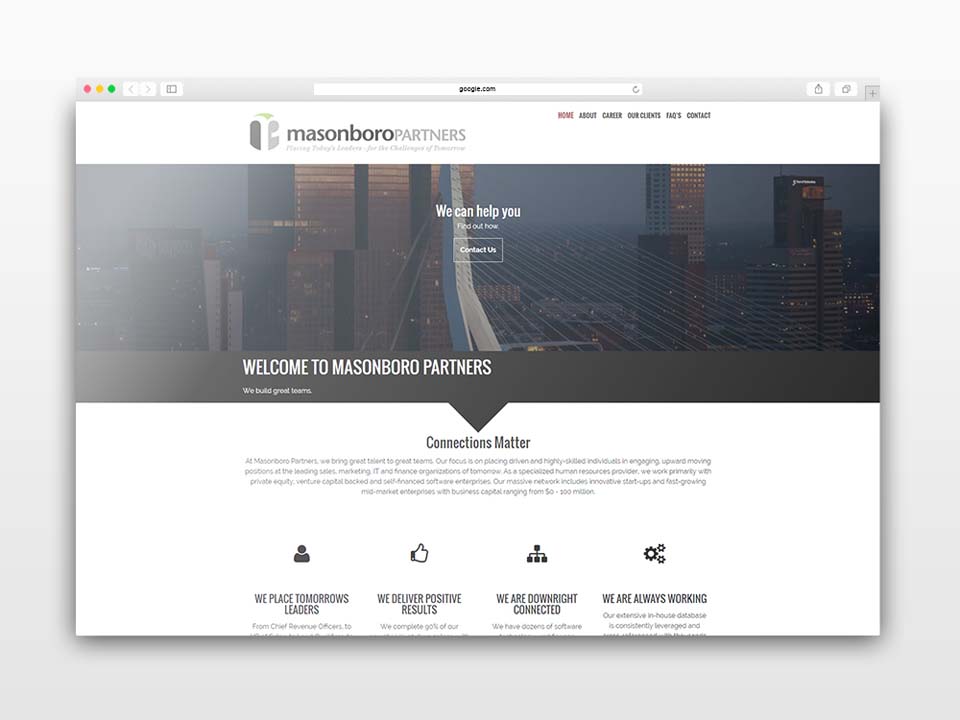 google.com
masonboroPARTNERS
Placing Today's Leaders - for the Challenges of Tomorrow
HOME ABOUT CAREER OUR CLIENTS FAQ'S CONTACT
We can help you
Find out how.
Contact Us
WELCOME TO MASONBORO PARTNERS
We build great teams.
Connections Matter
At Masonboro Partners, we bring great talent to great teams. Our focus is on placing driven and highly-skilled individuals in engaging, upward moving
positions at the leading sales, marketing, IT and finance organizations of tomorrow. As a specialized human resources provider, we work primarily with
private equity, venture capital backed and self-financed software enterprises. Our massive network includes innovative start-ups and fast-growing
mid-market enterprises with business capital ranging from $0 - 100 million.
WE PLACE TOMORROWS
LEADERS
From Chief Revenue Officers, to
WE DELIVER POSITIVE
RESULTS
We complete 90% of our
WE ARE DOWNRIGHT
CONNECTED
We have dozens of software
WE ARE ALWAYS WORKING
Our extensive in-house database
is consistently leveraged and